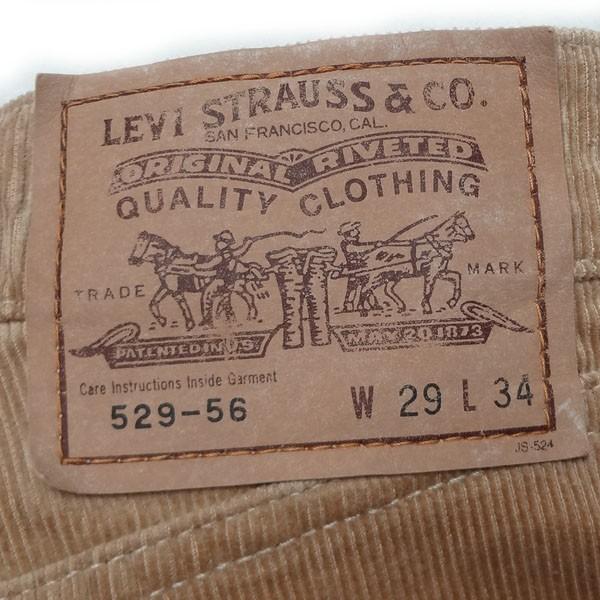 LEVI STRAUSS & CO.
SAN FRANCISCO, CAL.
ORIGINAL RIVETED
QUALITY CLOTHING
TRADE MARK
PATENTED IN U.S. MAY 20 1873
Care Instructions Inside Garment
529-56 W 29 L 34
JS-524